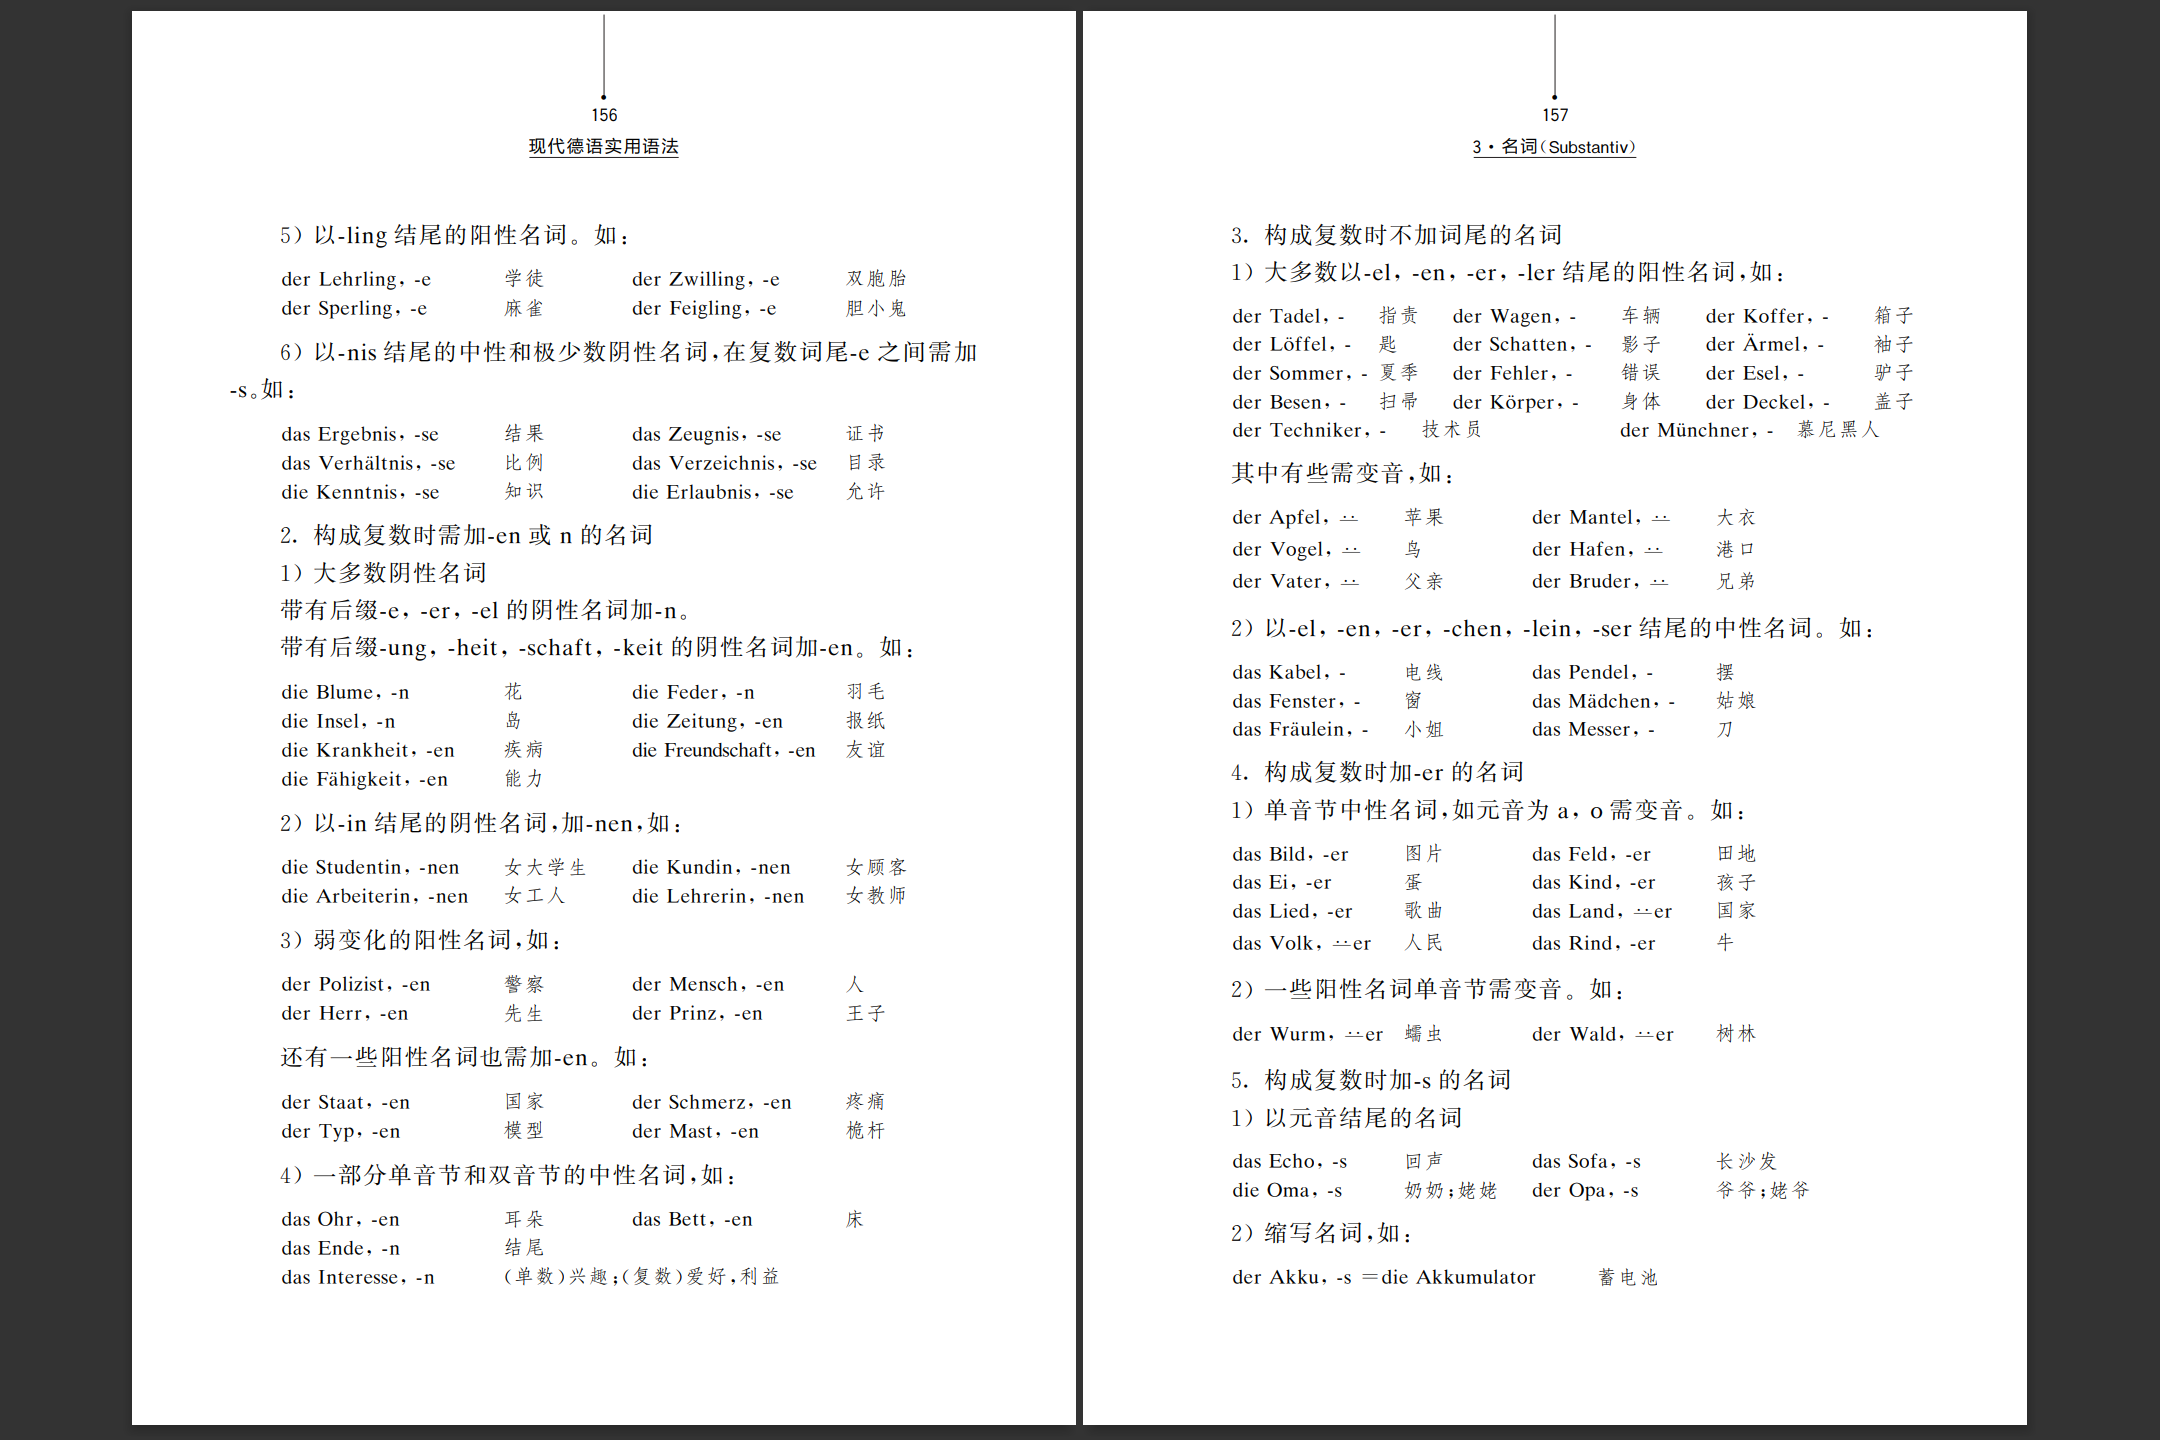 156
现代德语实用语法
5) 以-ling 结尾的阳性名词。如：
der Lehrling, -e 学徒 der Zwilling, -e 双胞胎
der Sperling, -e 麻雀 der Feigling, -e 胆小鬼
6) 以-nis 结尾的中性和极少数阴性名词,在复数词尾-e 之间需加
-s。如：
das Ergebnis, -se 结果 das Zeugnis, -se 证书
das Verhältnis, -se 比例 das Verzeichnis, -se 目录
die Kenntnis, -se 知识 die Erlaubnis, -se 允许
2. 构成复数时需加-en 或 n 的名词
1) 大多数阴性名词
带有后缀-e, -er, -el 的阴性名词加-n。
带有后缀-ung, -heit, -schaft, -keit 的阴性名词加-en。如：
die Blume, -n 花 die Feder, -n 羽毛
die Insel, -n 岛 die Zeitung, -en 报纸
die Krankheit, -en 疾病 die Freundschaft, -en 友谊
die Fähigkeit, -en 能力
2) 以-in 结尾的阴性名词,加-nen,如：
die Studentin, -nen 女大学生 die Kundin, -nen 女顾客
die Arbeiterin, -nen 女工人 die Lehrerin, -nen 女教师
3) 弱变化的阳性名词,如：
der Polizist, -en 警察 der Mensch, -en 人
der Herr, -en 先生 der Prinz, -en 王子
还有一些阳性名词也需加-en。如：
der Staat, -en 国家 der Schmerz, -en 疼痛
der Typ, -en 模型 der Mast, -en 桅杆
4) 一部分单音节和双音节的中性名词,如：
das Ohr, -en 耳朵 das Bett, -en 床
das Ende, -n 结尾
das Interesse, -n (单数)兴趣;(复数)爱好,利益
157
3·名词(Substantiv)
3. 构成复数时不加词尾的名词
1) 大多数以-el, -en, -er, -ler 结尾的阳性名词,如：
der Tadel, - 指责 der Wagen, - 车辆 der Koffer, - 箱子
der Löffel, - 匙 der Schatten, - 影子 der Ärmel, - 袖子
der Sommer, - 夏季 der Fehler, - 错误 der Esel, - 驴子
der Besen, - 扫帚 der Körper, - 身体 der Deckel, - 盖子
der Techniker, - 技术员 der Münchner, - 慕尼黑人
其中有些需变音,如：
der Apfel, ∺ 苹果 der Mantel, ∺ 大衣
der Vogel, ∺ 鸟 der Hafen, ∺ 港口
der Vater, ∺ 父亲 der Bruder, ∺ 兄弟
2) 以-el, -en, -er, -chen, -lein, -ser 结尾的中性名词。如：
das Kabel, - 电线 das Pendel, - 摆
das Fenster, - 窗 das Mädchen, - 姑娘
das Fräulein, - 小姐 das Messer, - 刀
4. 构成复数时加-er 的名词
1) 单音节中性名词,如元音为 a, o 需变音。如：
das Bild, -er 图片 das Feld, -er 田地
das Ei, -er 蛋 das Kind, -er 孩子
das Lied, -er 歌曲 das Land, ∺er 国家
das Volk, ∺er 人民 das Rind, -er 牛
2) 一些阳性名词单音节需变音。如：
der Wurm, ∺er 蠕虫 der Wald, ∺er 树林
5. 构成复数时加-s 的名词
1) 以元音结尾的名词
das Echo, -s 回声 das Sofa, -s 长沙发
die Oma, -s 奶奶;姥姥 der Opa, -s 爷爷;姥爷
2) 缩写名词,如：
der Akku, -s =die Akkumulator 蓄电池